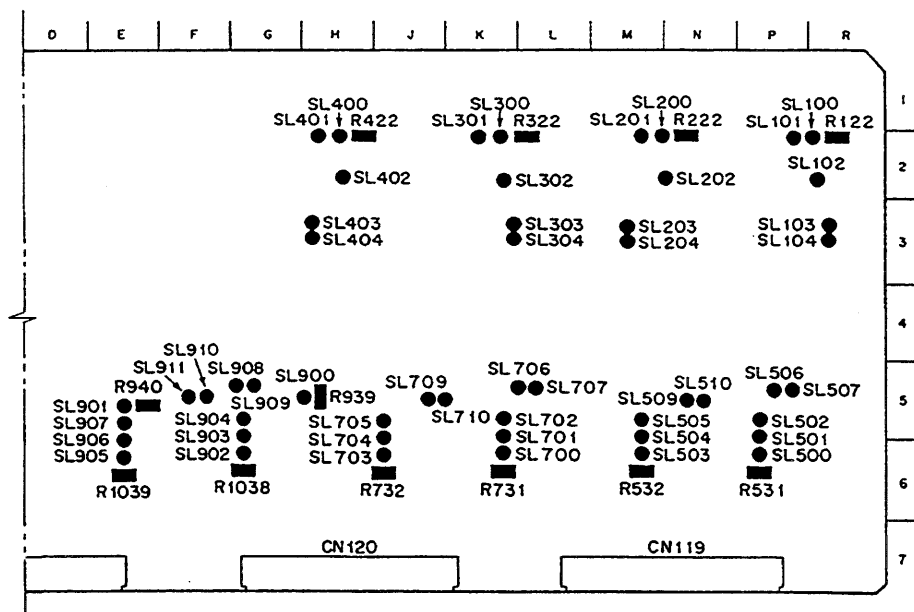 D E F G H J K L M N P R
1
SL400 SL300 SL200 SL100
SL401 R422 SL301 R322 SL201 R222 SL101 R122
2
SL402 SL302 SL202 SL102
SL403 SL303 SL203 SL103
3
SL404 SL304 SL204 SL104
4
SL910
SL911 SL908 SL900 SL706 SL506
R940 SL909 R939 SL709 SL710 SL707 SL510 SL507
5
SL901 SL904 SL705 SL702 SL509 SL505 SL502
SL907 SL903 SL704 SL701 SL504 SL501
SL906 SL902 SL703 SL700 SL503 SL500
SL905
R1039 R1038 R732 R731 R532 R531
6
CN120 CN119
7